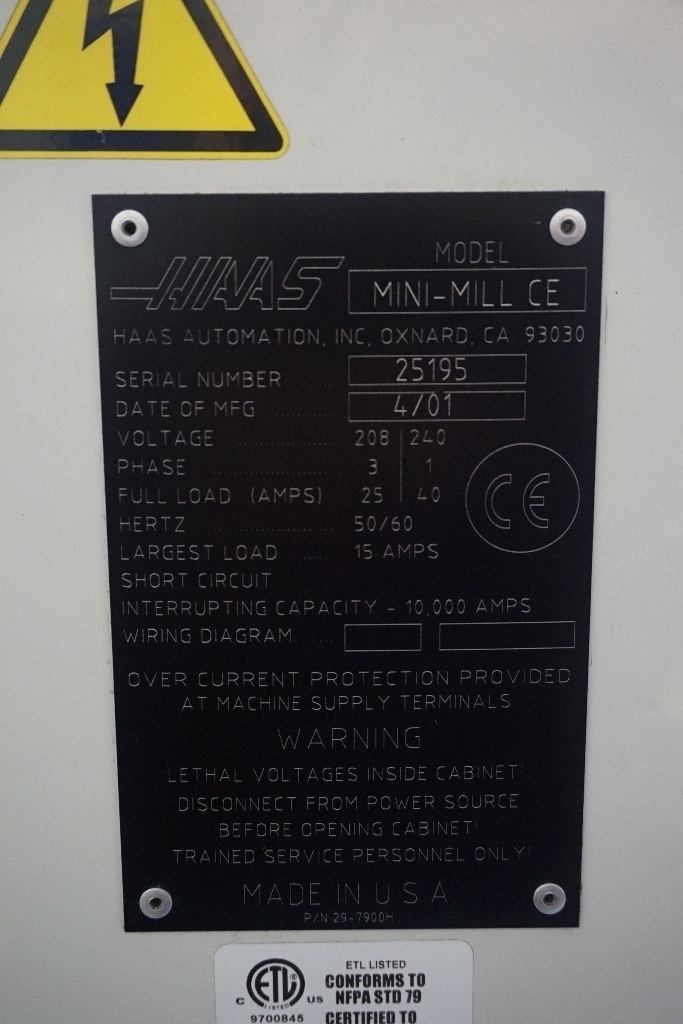 HAAS
MODEL
MINI-MILL CE
HAAS AUTOMATION, INC, OXNARD, CA. 93030
SERIAL NUMBER .... 25195
DATE OF MFG ......... 4/01
VOLTAGE ............... 208 | 240
PHASE ................... 3 | 1
FULL LOAD (AMPS) 25 | 40
HERTZ ................... 50/60
CE
LARGEST LOAD ..... 15 AMPS
SHORT CIRCUIT
INTERRUPTING CAPACITY - 10,000 AMPS
WIRING DIAGRAM ...
OVER CURRENT PROTECTION PROVIDED
AT MACHINE SUPPLY TERMINALS
WARNING
LETHAL VOLTAGES INSIDE CABINET!
DISCONNECT FROM POWER SOURCE
BEFORE OPENING CABINET!
TRAINED SERVICE PERSONNEL ONLY!
MADE IN U.S.A.
P/N 29-7900H
ETL LISTED
CONFORMS TO
NFPA STD 79
CERTIFIED TO
C ETL LISTED US
9700845